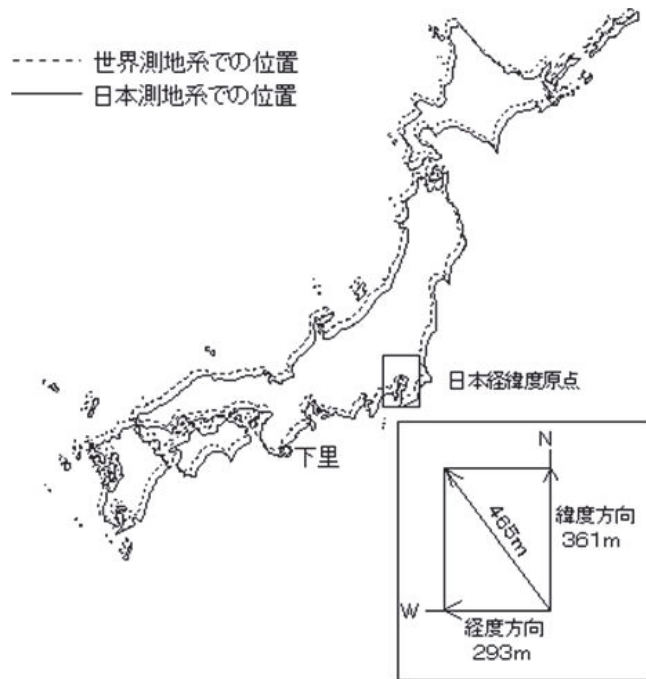 世界測地系での位置
日本測地系での位置
日本経緯度原点
下里
N
465m
緯度方向
361m
W
経度方向
293m